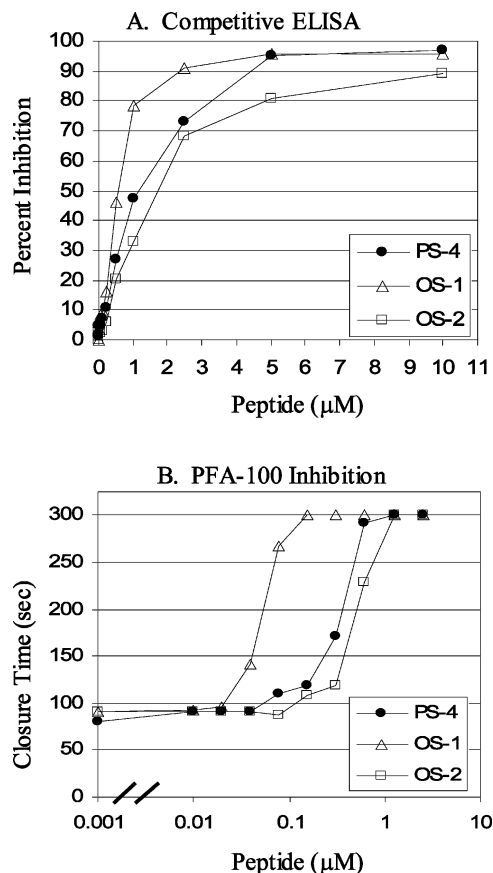 A. Competitive ELISA
100
90
80
70
60
50
40
30
20
10
0
Percent Inhibition
PS-4
OS-1
OS-2
0 1 2 3 4 5 6 7 8 9 10 11
Peptide (µM)
B. PFA-100 Inhibition
300
250
200
150
100
50
0
Closure Time (sec)
PS-4
OS-1
OS-2
0.001 0.01 0.1 1 10
Peptide (µM)